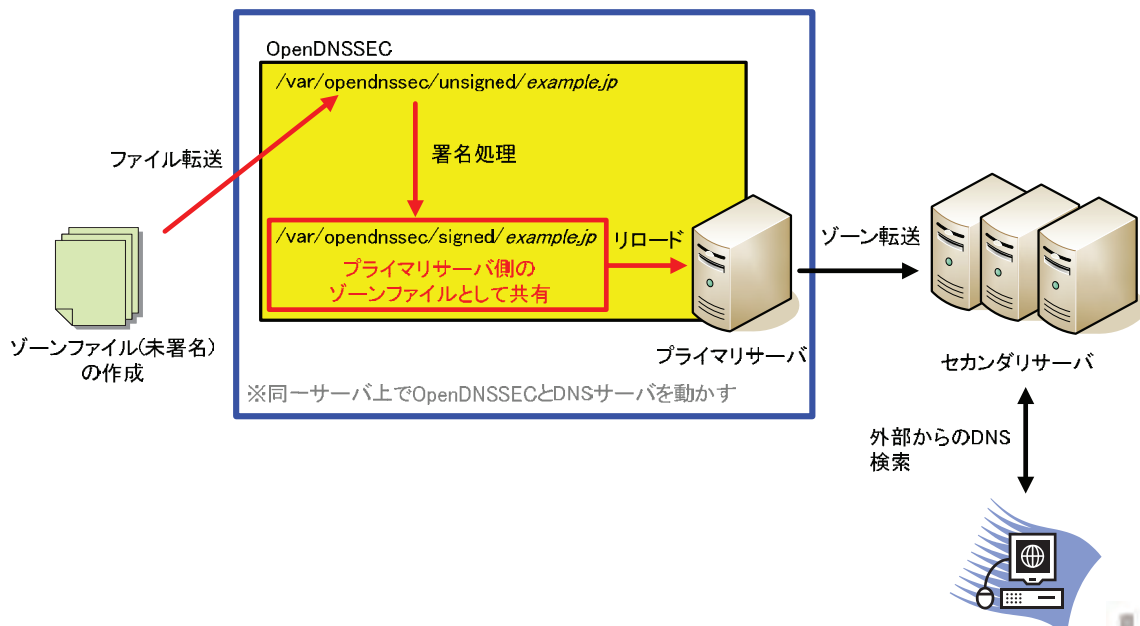 OpenDNSSEC
/var/opendnssec/unsigned/example.jp
ファイル転送
署名処理
/var/opendnssec/signed/example.jp
リロード
プライマリサーバ側の
ゾーンファイルとして共有
ゾーン転送
ゾーンファイル(未署名)
の作成
プライマリサーバ
セカンダリサーバ
※同一サーバ上でOpenDNSSECとDNSサーバを動かす
外部からのDNS
検索